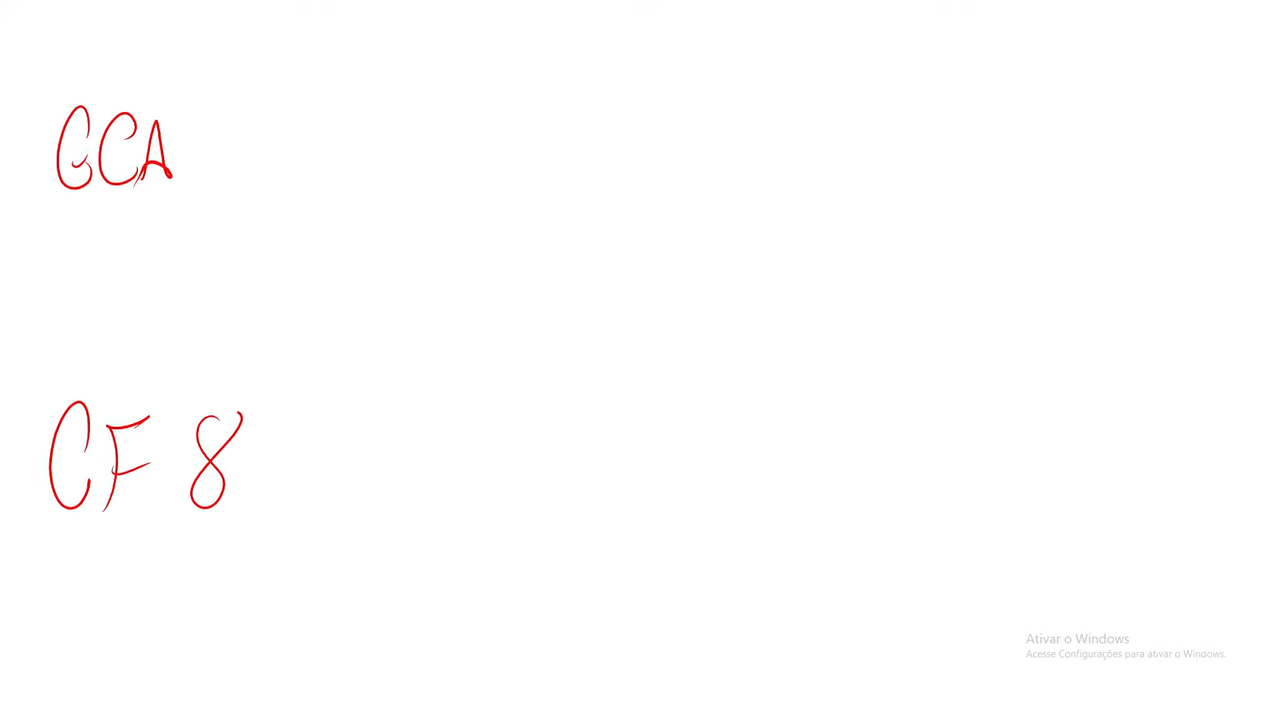 GCA
CF 8
Ativar o Windows
Acesse Configurações para ativar o Windows.